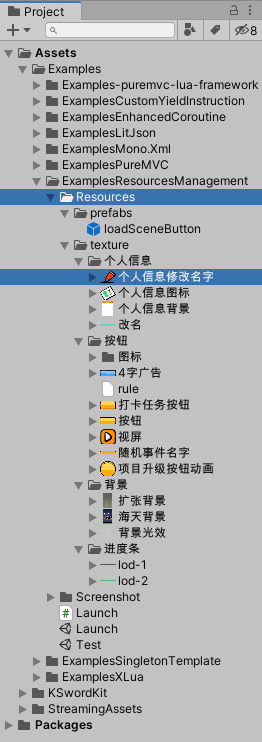 Project
8
Assets
Examples
Examples-puremvc-lua-framework
ExamplesCustomYieldInstruction
ExamplesEnhancedCoroutine
ExamplesLitJson
ExamplesMono.Xml
ExamplesPureMVC
ExamplesResourcesManagement
Resources
prefabs
loadSceneButton
texture
个人信息
个人信息修改名字
个人信息图标
个人信息背景
改名
按钮
图标
4字广告
rule
打卡任务按钮
按钮
视屏
随机事件名字
项目升级按钮动画
背景
扩张背景
海天背景
背景光效
进度条
lod-1
lod-2
Screenshot
Launch
Launch
Test
ExamplesSingletonTemplate
ExamplesXLua
KSwordKit
StreamingAssets
Packages